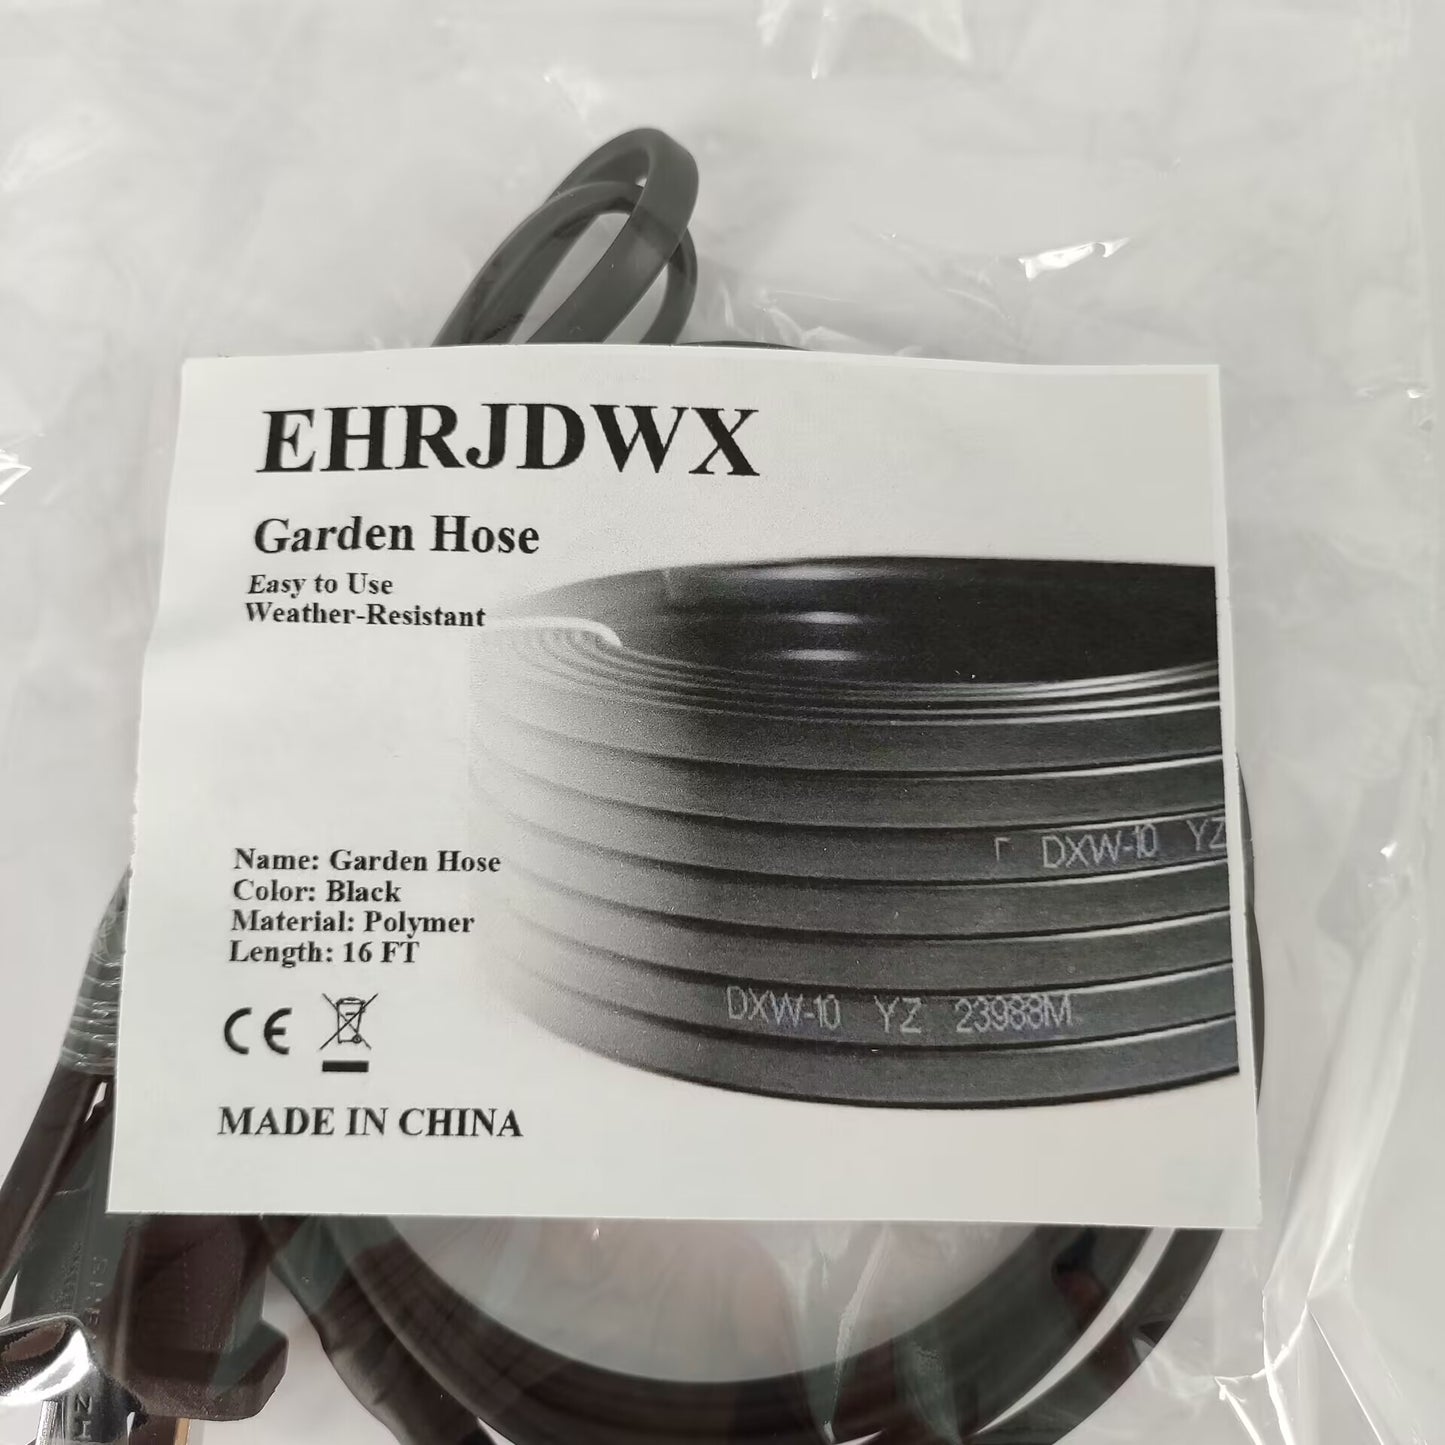 EHRJDWX
Garden Hose
Easy to Use
Weather-Resistant
DXW-10 YZ
Name: Garden Hose
Color: Black
Material: Polymer
Length: 16 FT
DXW-10 YZ 23988M
CE
MADE IN CHINA